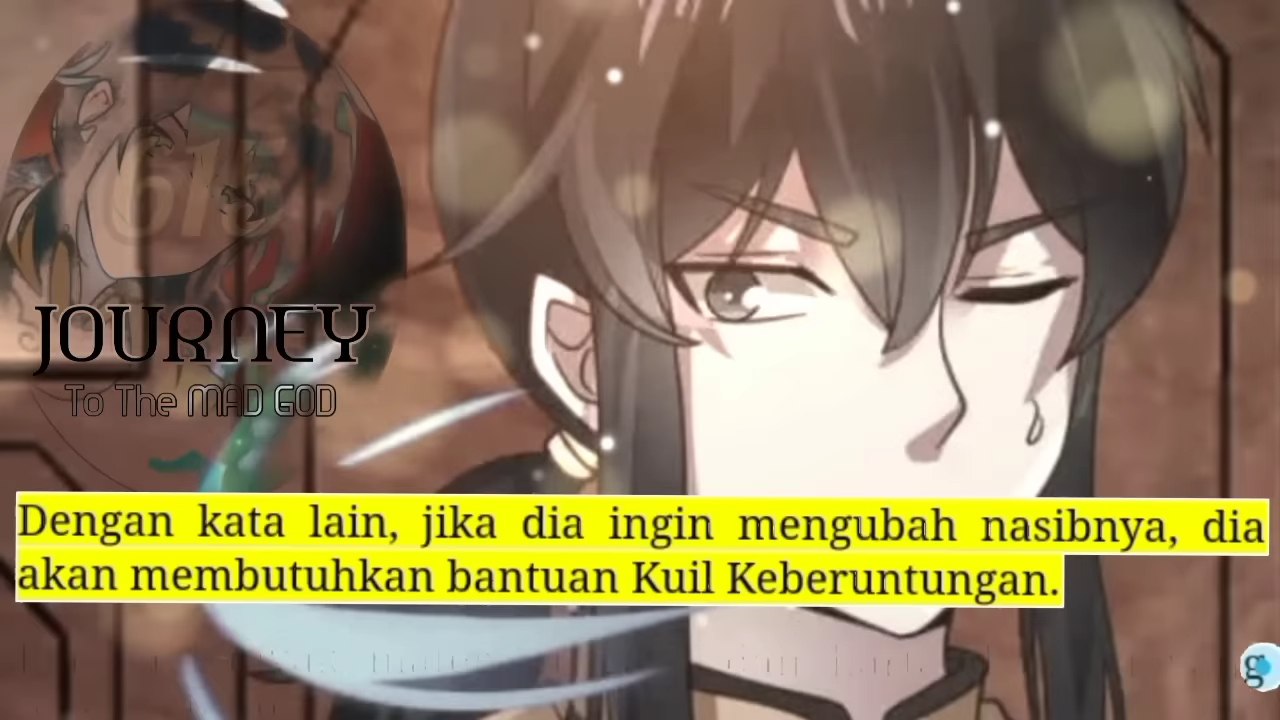 JOURNEY
To The MAD GOD
Dengan kata lain, jika dia ingin mengubah nasibnya, dia
akan membutuhkan bantuan Kuil Keberuntungan.
g